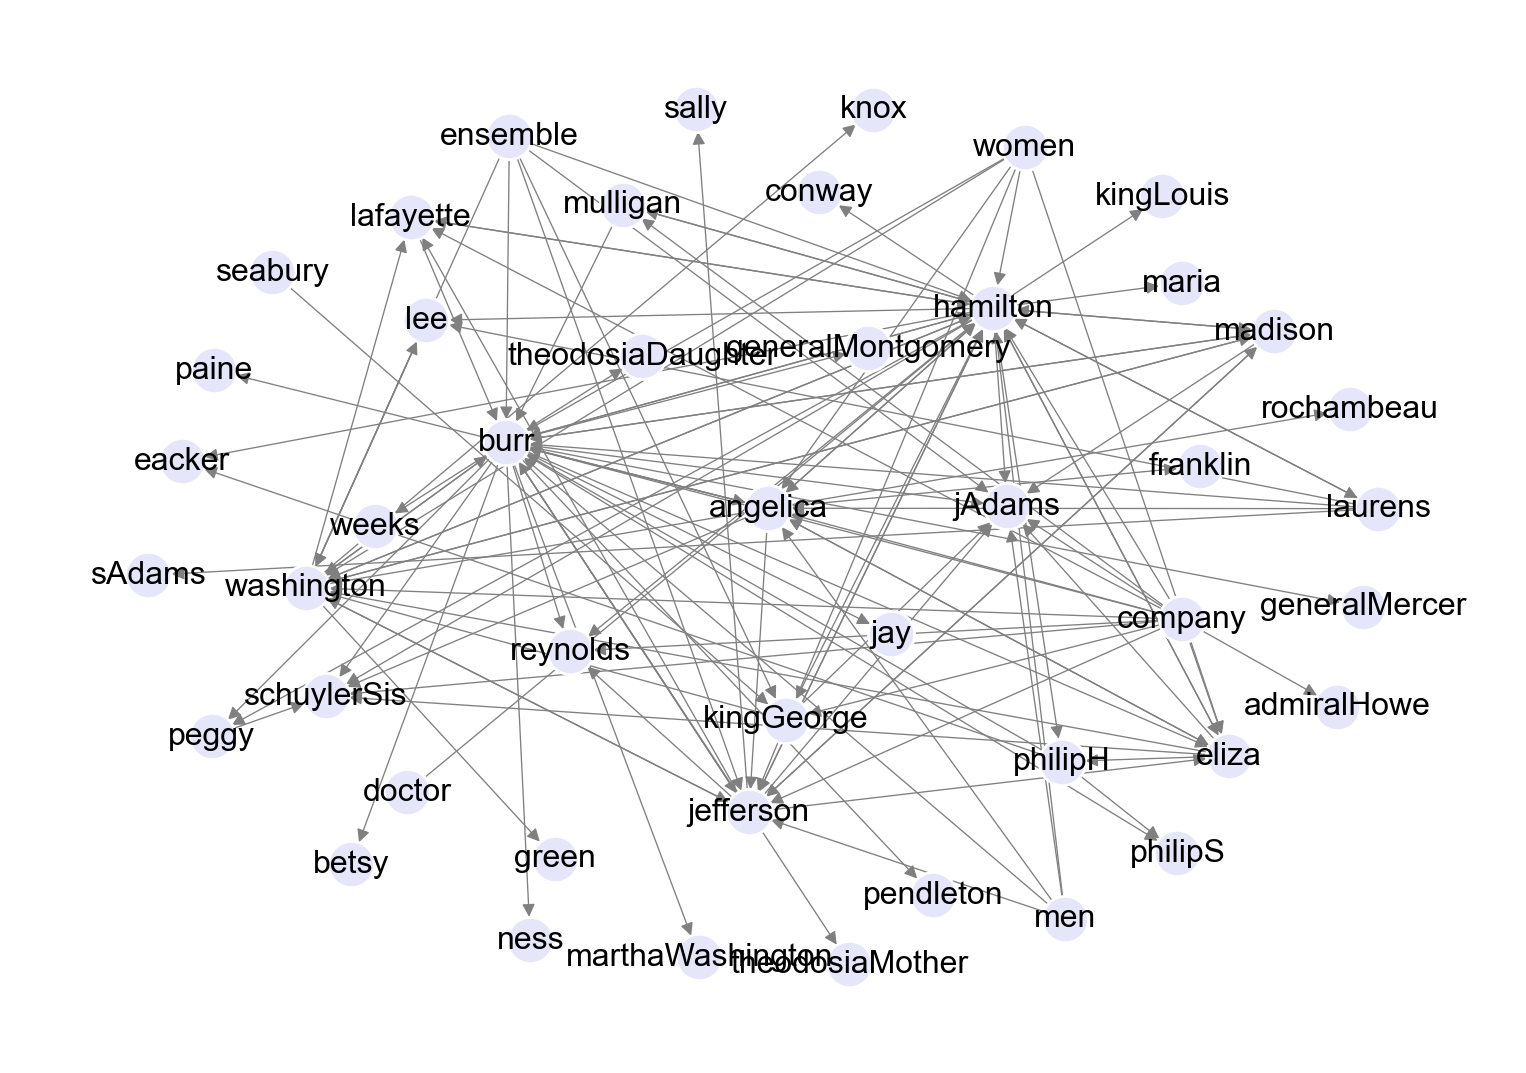 sally
knox
ensemble
women
conway
kingLouis
mulligan
lafayette
seabury
maria
hamilton
lee
madison
theodosiaDaughter
generalMontgomery
paine
rochambeau
burr
eacker
franklin
angelica
jAdams
laurens
weeks
sAdams
washington
generalMercer
company
jay
reynolds
schuylerSis
admiralHowe
kingGeorge
peggy
eliza
philipH
doctor
jefferson
betsy
green
philipS
pendleton
men
ness
marthaWashington
theodosiaMother